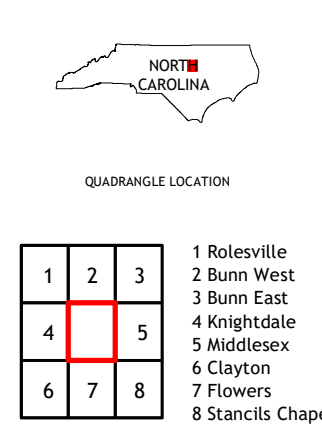 NORTH
CAROLINA
QUADRANGLE LOCATION
1 2 3
4 5
6 7 8
1 Rolesville
2 Bunn West
3 Bunn East
4 Knightdale
5 Middlesex
6 Clayton
7 Flowers
8 Stancils Chape